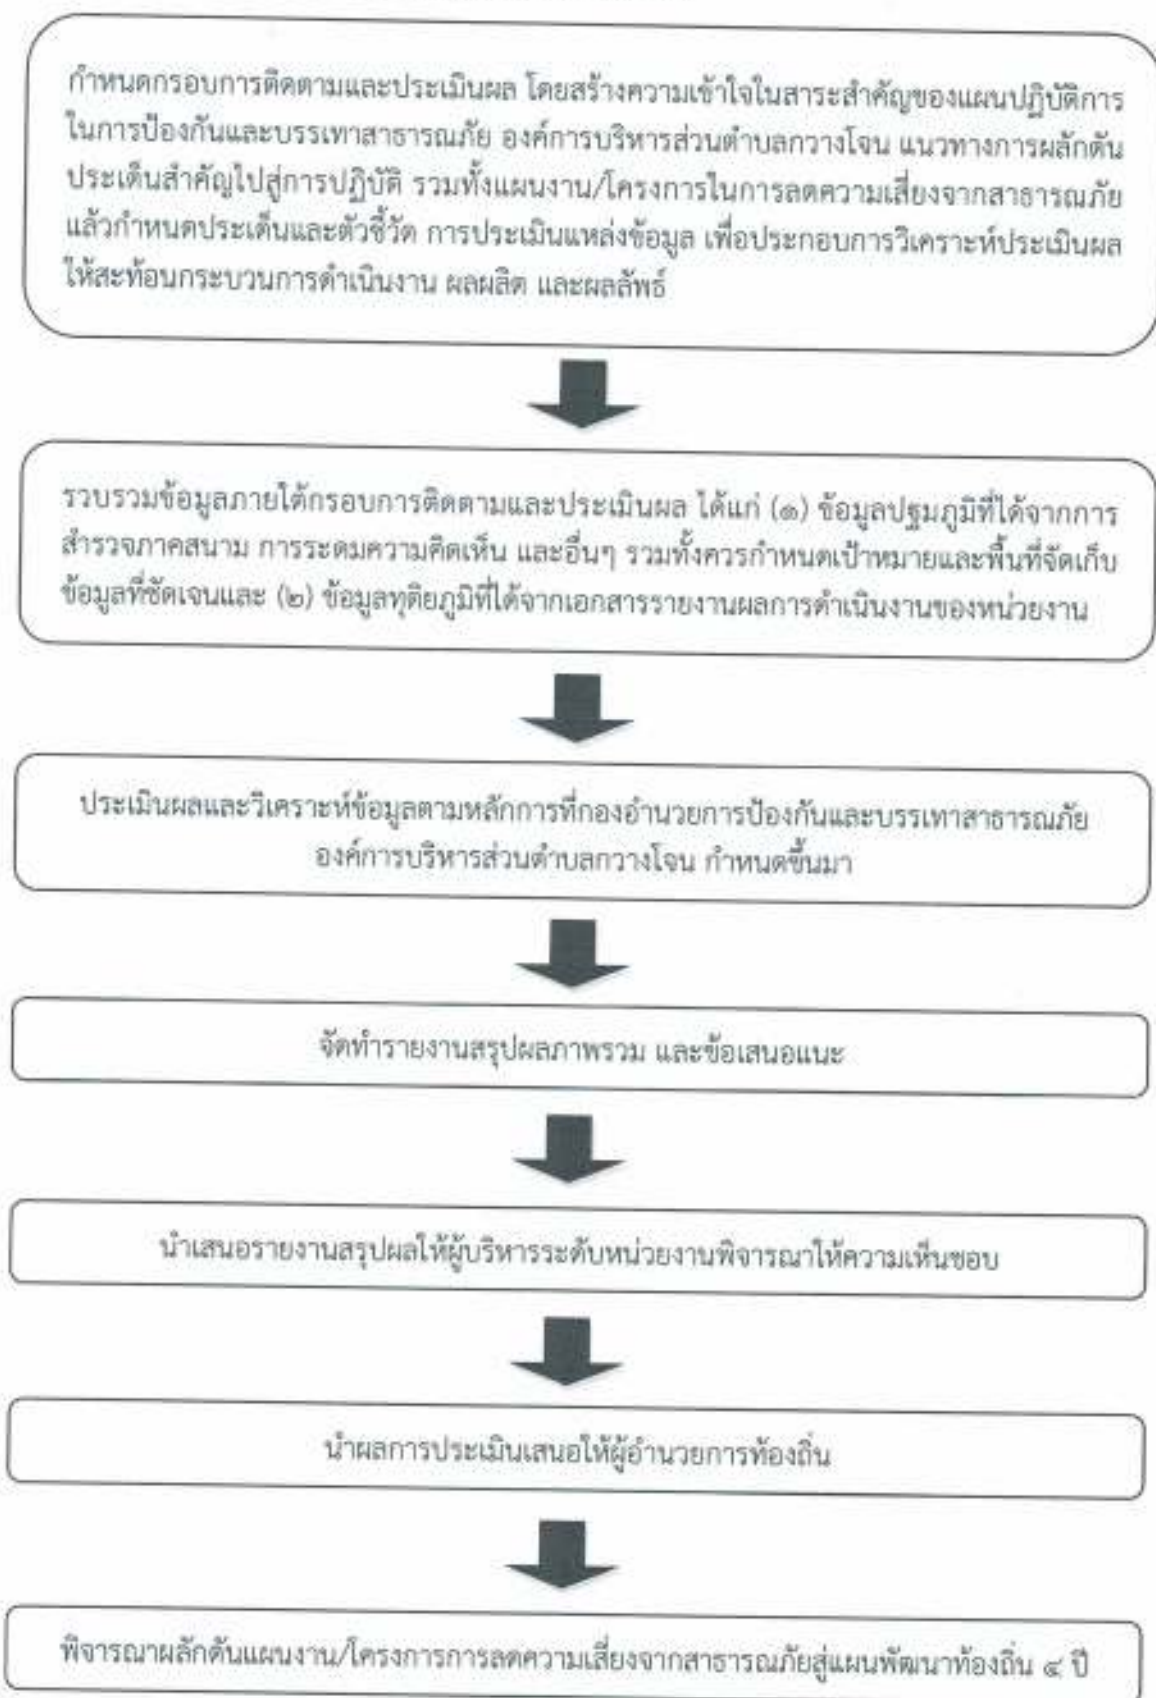 กำหนดกรอบการติดตามและประเมินผล โดยสร้างความเข้าใจในสาระสำคัญของแผนปฏิบัติการ
ในการป้องกันและบรรเทาสาธารณภัย องค์การบริหารส่วนตำบลกวางโจน แนวทางการผลักดัน
ประเด็นสำคัญไปสู่การปฏิบัติ รวมทั้งแผนงาน/โครงการในการลดความเสี่ยงจากสาธารณภัย
แล้วกำหนดประเด็นและตัวชี้วัด การประเมินแหล่งข้อมูล เพื่อประกอบการวิเคราะห์ประเมินผล
ให้สะท้อนกระบวนการดำเนินงาน ผลผลิต และผลลัพธ์
รวบรวมข้อมูลภายใต้กรอบการติดตามและประเมินผล ได้แก่ (๑) ข้อมูลปฐมภูมิที่ได้จากการ
สำรวจภาคสนาม การระดมความคิดเห็น และอื่นๆ รวมทั้งควรกำหนดเป้าหมายและพื้นที่จัดเก็บ
ข้อมูลที่ชัดเจนและ (๒) ข้อมูลทุติยภูมิที่ได้จากเอกสารรายงานผลการดำเนินงานของหน่วยงาน
ประเมินผลและวิเคราะห์ข้อมูลตามหลักการที่กองอำนวยการป้องกันและบรรเทาสาธารณภัย
องค์การบริหารส่วนตำบลกวางโจน กำหนดขึ้นมา
จัดทำรายงานสรุปผลภาพรวม และข้อเสนอแนะ
นำเสนอรายงานสรุปผลให้ผู้บริหารระดับหน่วยงานพิจารณาให้ความเห็นชอบ
นำผลการประเมินเสนอให้ผู้อำนวยการท้องถิ่น
พิจารณาผลักดันแผนงาน/โครงการการลดความเสี่ยงจากสาธารณภัยสู่แผนพัฒนาท้องถิ่น ๔ ปี